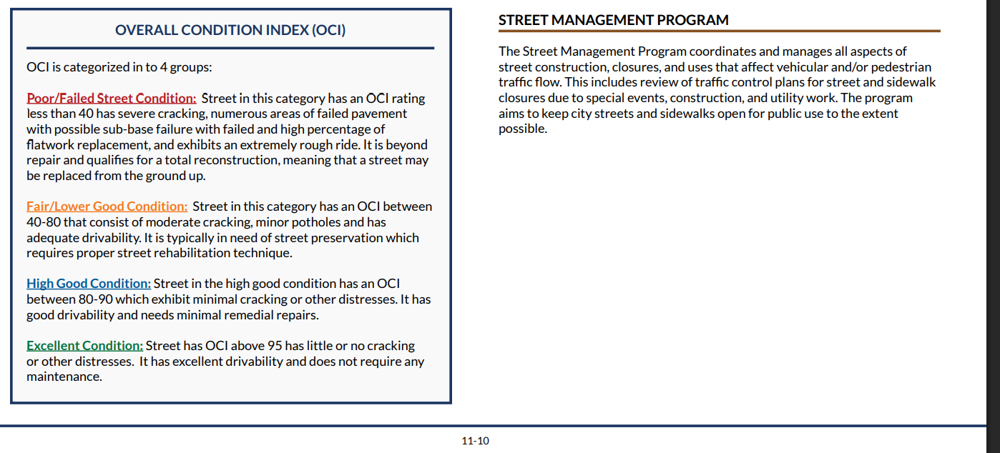 OVERALL CONDITION INDEX (OCI)
OCI is categorized in to 4 groups:
Poor/Failed Street Condition: Street in this category has an OCI rating
less than 40 has severe cracking, numerous areas of failed pavement
with possible sub-base failure with failed and high percentage of
flatwork replacement, and exhibits an extremely rough ride. It is beyond
repair and qualifies for a total reconstruction, meaning that a street may
be replaced from the ground up.
Fair/Lower Good Condition: Street in this category has an OCI between
40-80 that consist of moderate cracking, minor potholes and has
adequate drivability. It is typically in need of street preservation which
requires proper street rehabilitation technique.
High Good Condition: Street in the high good condition has an OCI
between 80-90 which exhibit minimal cracking or other distresses. It has
good drivability and needs minimal remedial repairs.
Excellent Condition: Street has OCI above 95 has little or no cracking
or other distresses. It has excellent drivability and does not require any
maintenance.
STREET MANAGEMENT PROGRAM
The Street Management Program coordinates and manages all aspects of
street construction, closures, and uses that affect vehicular and/or pedestrian
traffic flow. This includes review of traffic control plans for street and sidewalk
closures due to special events, construction, and utility work. The program
aims to keep city streets and sidewalks open for public use to the extent
possible.
11-10